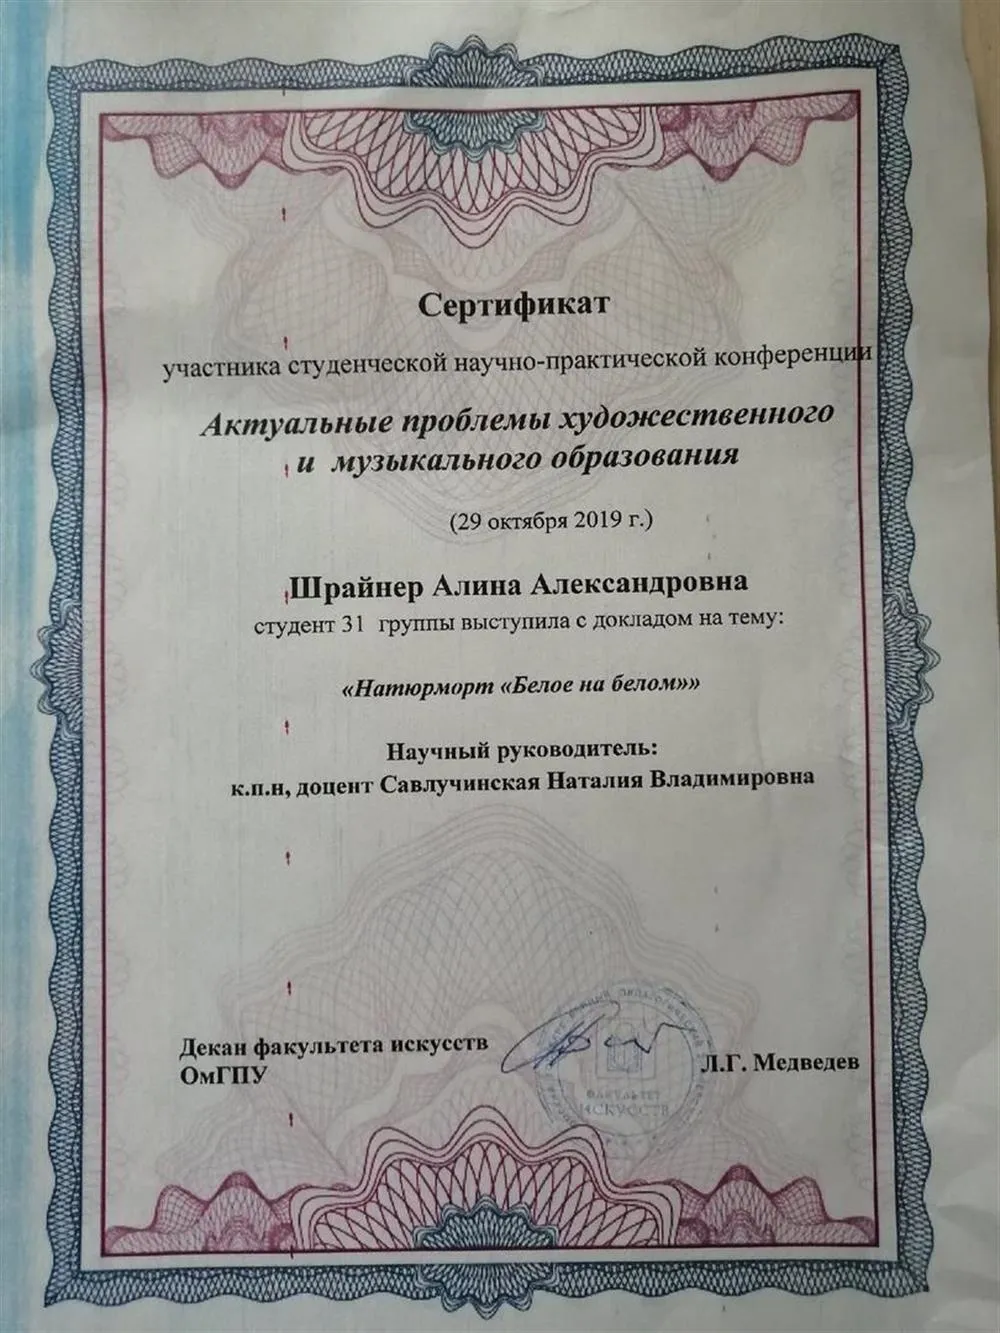 Сертификат
участника студенческой научно-практической конференции
Актуальные проблемы художественного
и музыкального образования
(29 октября 2019 г.)
Шрайнер Алина Александровна
студент 31 группы выступила с докладом на тему:
«Натюрморт «Белое на белом»»
Научный руководитель:
к.п.н, доцент Савлучинская Наталия Владимировна
Декан факультета искусств
ОмГПУ
Л.Г. Медведев
ФАКУЛЬТЕТ
ИСКУССТВ